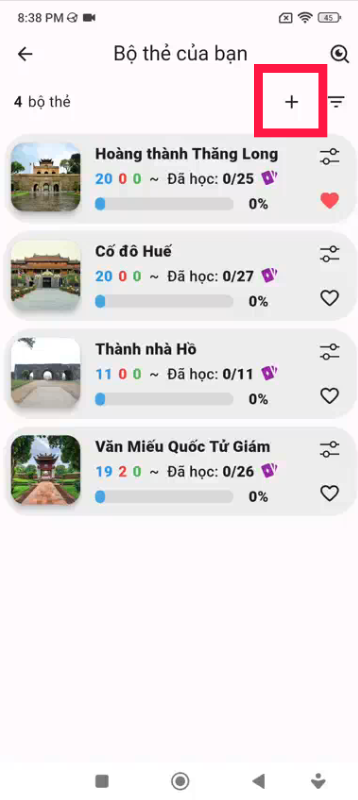 8:38 PM
45
Bộ thẻ của bạn
4 bộ thẻ
Hoàng thành Thăng Long
20 0 0 ~ Đã học: 0/25
0%
Cố đô Huế
20 0 0 ~ Đã học: 0/27
0%
Thành nhà Hồ
11 0 0 ~ Đã học: 0/11
0%
Văn Miếu Quốc Tử Giám
19 2 0 ~ Đã học: 0/26
0%